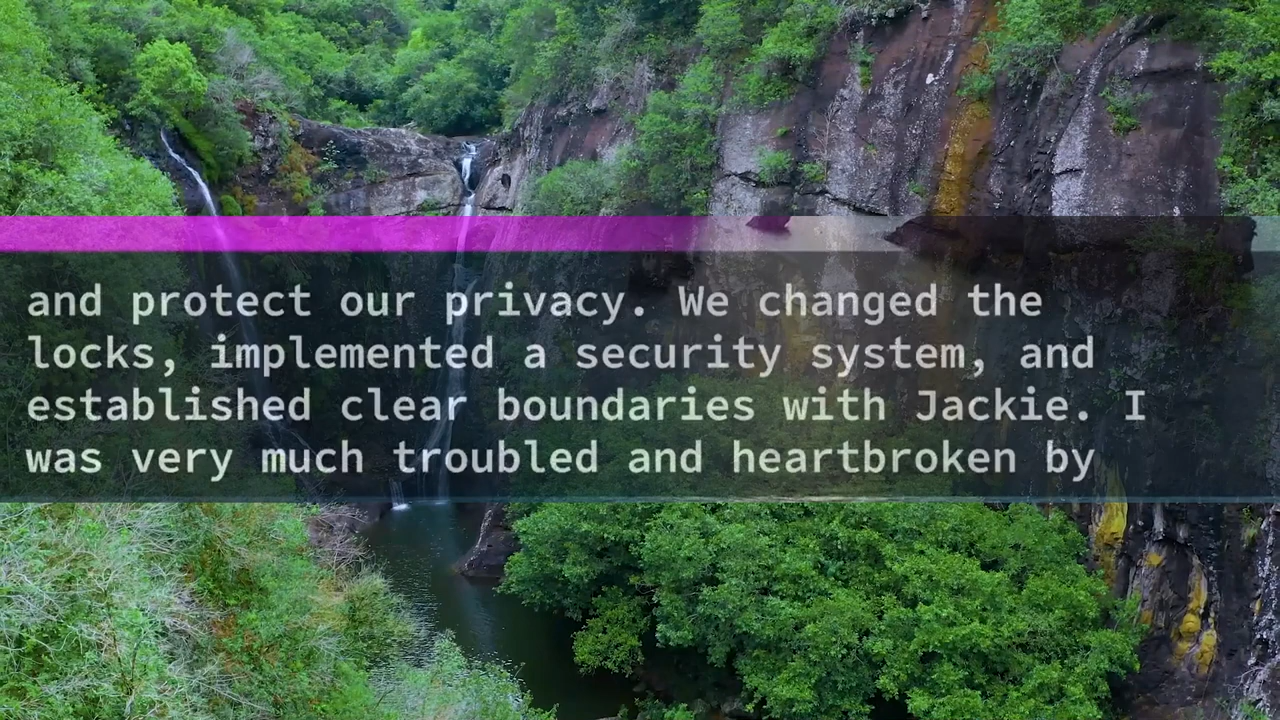 and protect our privacy. We changed the
locks, implemented a security system, and
established clear boundaries with Jackie. I
was very much troubled and heartbroken by